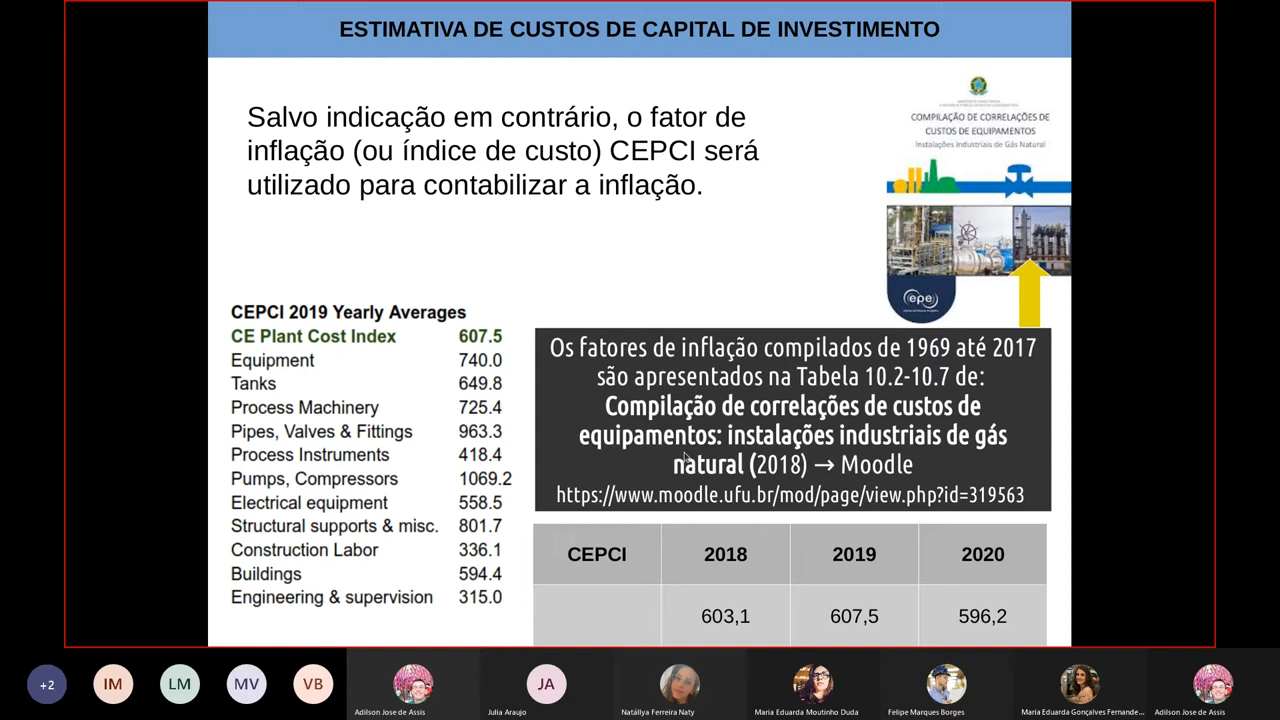 ESTIMATIVA DE CUSTOS DE CAPITAL DE INVESTIMENTO
Salvo indicação em contrário, o fator de
inflação (ou índice de custo) CEPCI será
utilizado para contabilizar a inflação.
COMPILAÇÃO DE CORRELAÇÕES DE
CUSTOS DE EQUIPAMENTOS
Instalações Industriais de Gás Natural
epe
CEPCI 2019 Yearly Averages
CE Plant Cost Index 607.5
Equipment 740.0
Tanks 649.8
Process Machinery 725.4
Pipes, Valves & Fittings 963.3
Process Instruments 418.4
Pumps, Compressors 1069.2
Electrical equipment 558.5
Structural supports & misc. 801.7
Construction Labor 336.1
Buildings 594.4
Engineering & supervision 315.0
Os fatores de inflação compilados de 1969 até 2017
são apresentados na Tabela 10.2-10.7 de:
Compilação de correlações de custos de
equipamentos: instalações industriais de gás
natural (2018) → Moodle
https://www.moodle.ufu.br/mod/page/view.php?id=319563
CEPCI 2018 2019 2020
603,1 607,5 596,2
+2 IM LM MV VB JA
Adilson Jose de Assis Julia Araujo Natállya Ferreira Naty Maria Eduarda Moutinho Duda Felipe Marques Borges Maria Eduarda Gonçalves Fernande... Adilson Jose de Assis